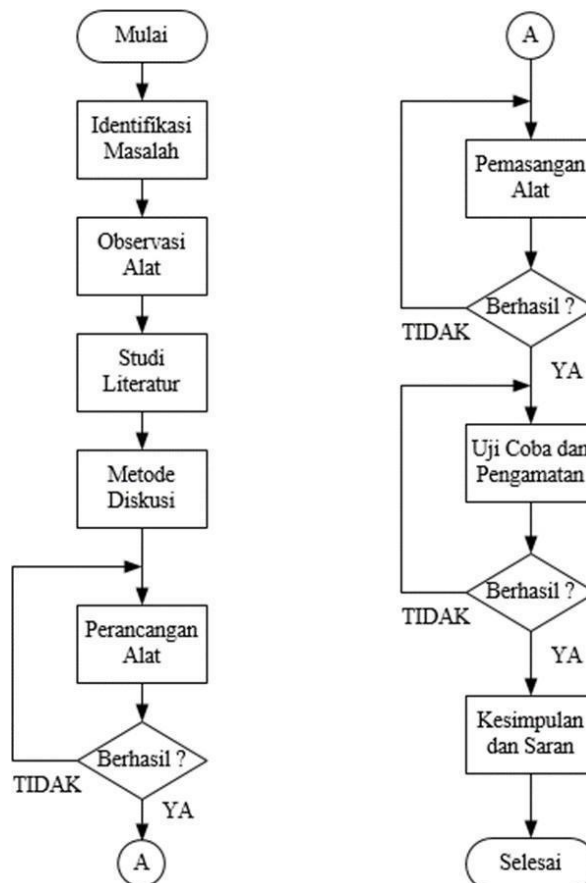 Mulai
Identifikasi
Masalah
Observasi
Alat
Studi
Literatur
Metode
Diskusi
Perancangan
Alat
Berhasil ?
TIDAK
YA
A
A
Pemasangan
Alat
Berhasil ?
TIDAK
YA
Uji Coba dan
Pengamatan
Berhasil ?
TIDAK
YA
Kesimpulan
dan Saran
Selesai